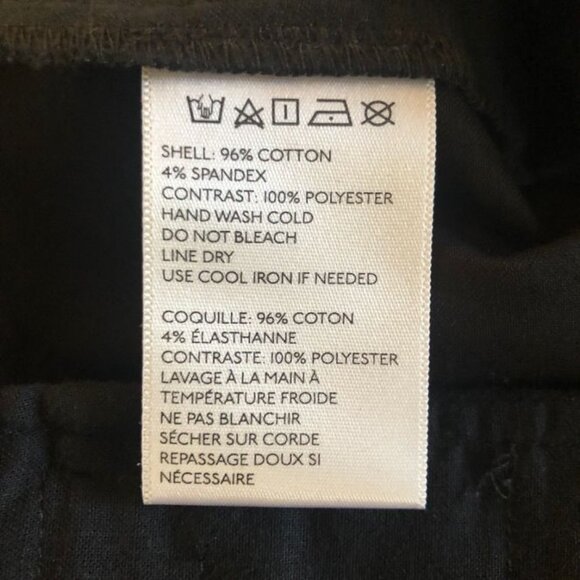 SHELL: 96% COTTON
4% SPANDEX
CONTRAST: 100% POLYESTER
HAND WASH COLD
DO NOT BLEACH
LINE DRY
USE COOL IRON IF NEEDED
COQUILLE: 96% COTON
4% ÉLASTHANNE
CONTRASTE: 100% POLYESTER
LAVAGE À LA MAIN À
TEMPÉRATURE FROIDE
NE PAS BLANCHIR
SÉCHER SUR CORDE
REPASSAGE DOUX SI
NÉCESSAIRE